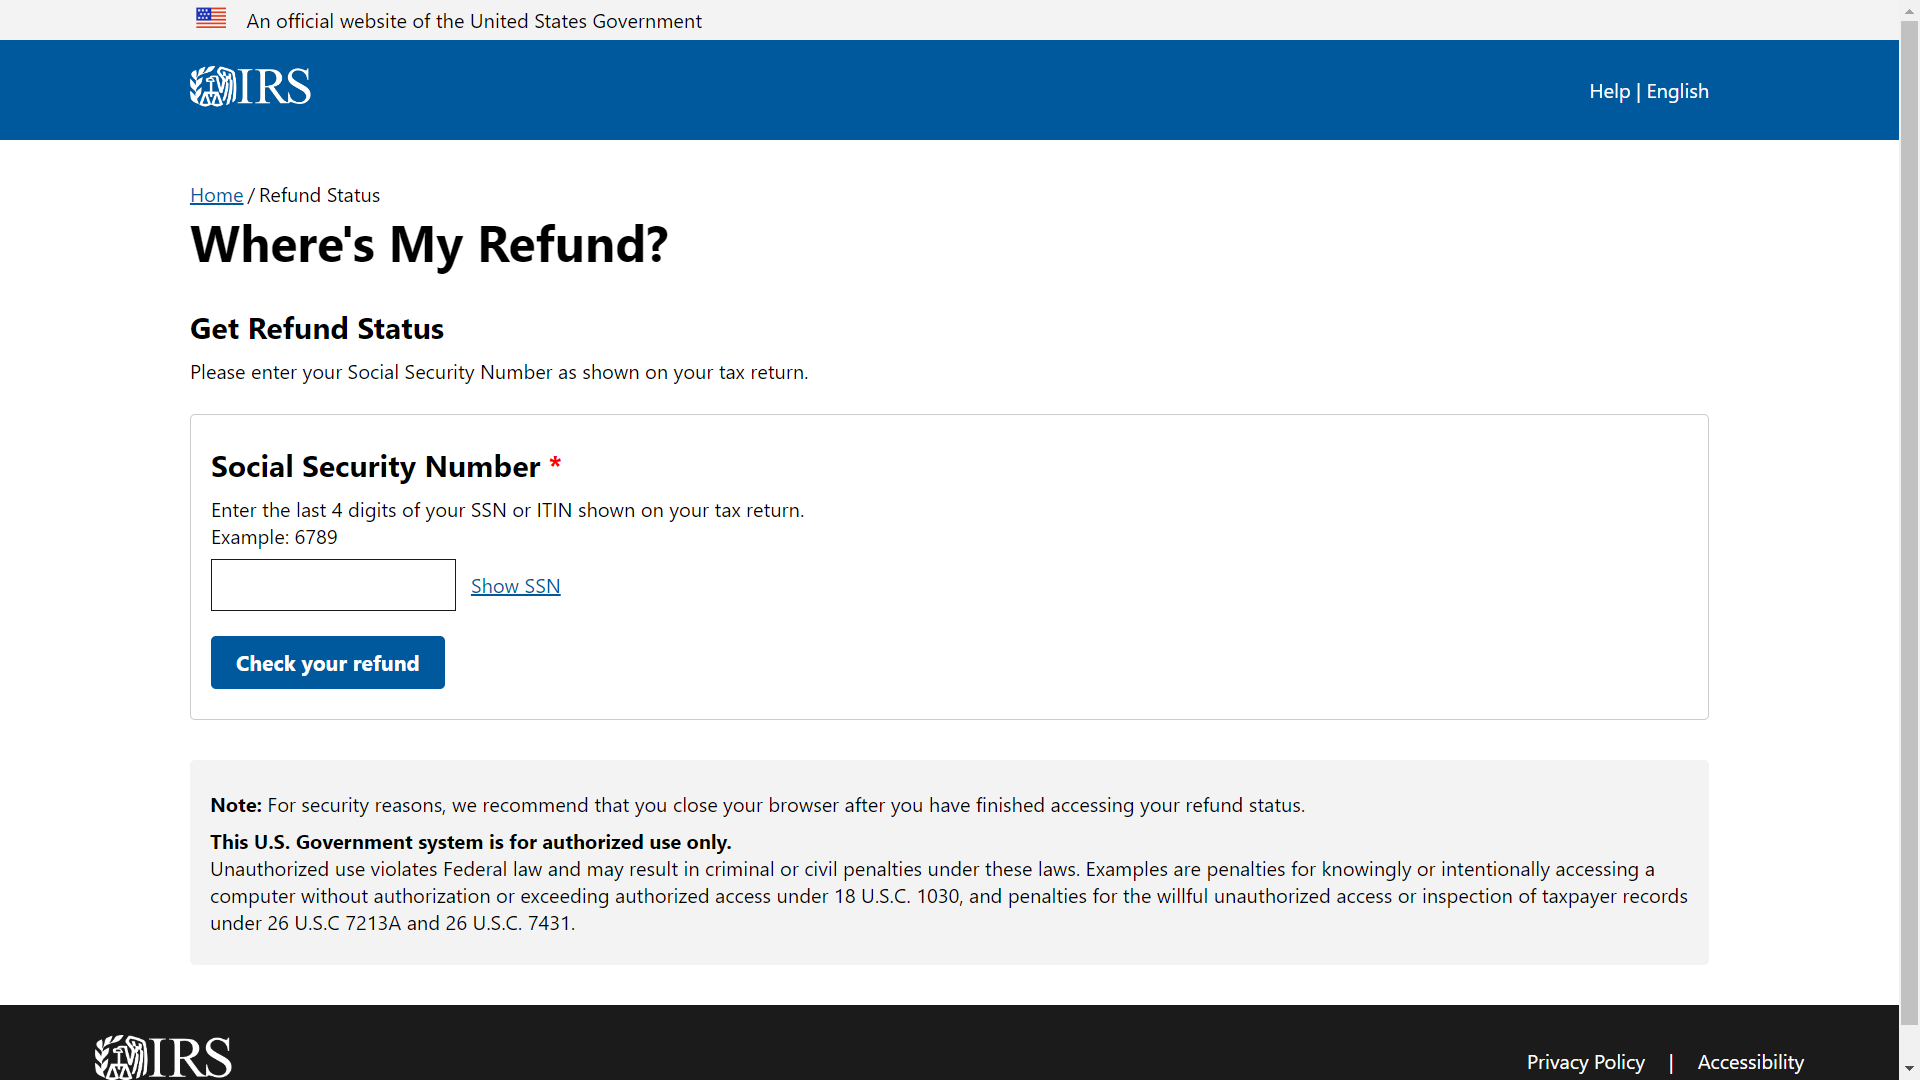 An official website of the United States Government
IRS
Help | English
Home / Refund Status
Where's My Refund?
Get Refund Status
Please enter your Social Security Number as shown on your tax return.
Social Security Number *
Enter the last 4 digits of your SSN or ITIN shown on your tax return.
Example: 6789
Show SSN
Check your refund
Note: For security reasons, we recommend that you close your browser after you have finished accessing your refund status.
This U.S. Government system is for authorized use only.
Unauthorized use violates Federal law and may result in criminal or civil penalties under these laws. Examples are penalties for knowingly or intentionally accessing a
computer without authorization or exceeding authorized access under 18 U.S.C. 1030, and penalties for the willful unauthorized access or inspection of taxpayer records
under 26 U.S.C 7213A and 26 U.S.C. 7431.
IRS
Privacy Policy | Accessibility